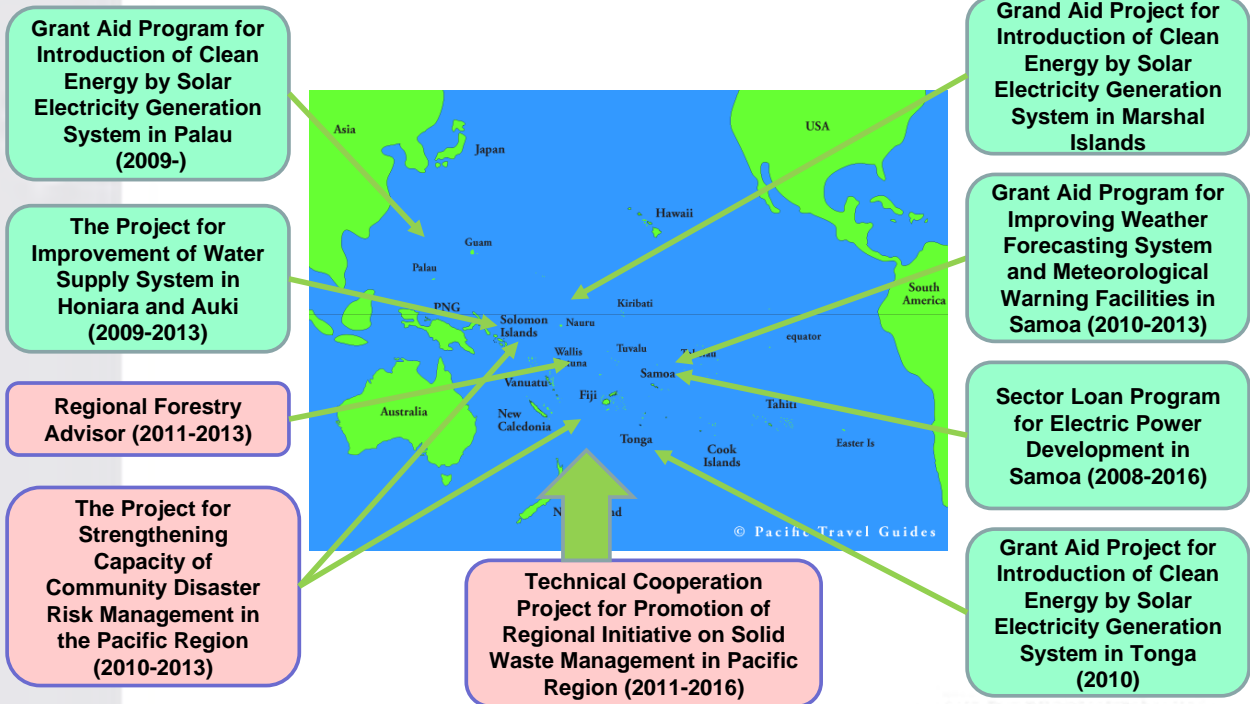 Grant Aid Program for
Introduction of Clean
Energy by Solar
Electricity Generation
System in Palau
(2009-)
The Project for
Improvement of Water
Supply System in
Honiara and Auki
(2009-2013)
Regional Forestry
Advisor (2011-2013)
The Project for
Strengthening
Capacity of
Community Disaster
Risk Management in
the Pacific Region
(2010-2013)
Asia
Japan
USA
Hawaii
Guam
Palau
PNG
Kiribati
South
America
Solomon
Islands
Nauru
equator
Wallis
Tuvalu
Samoa
Vanuatu
Fiji
Australia
New
Caledonia
Tahiti
Tonga
Cook
Islands
Easter Is
© Pacific Travel Guides
Technical Cooperation
Project for Promotion of
Regional Initiative on Solid
Waste Management in Pacific
Region (2011-2016)
Grand Aid Project for
Introduction of Clean
Energy by Solar
Electricity Generation
System in Marshal
Islands
Grant Aid Program for
Improving Weather
Forecasting System
and Meteorological
Warning Facilities in
Samoa (2010-2013)
Sector Loan Program
for Electric Power
Development in
Samoa (2008-2016)
Grant Aid Project for
Introduction of Clean
Energy by Solar
Electricity Generation
System in Tonga
(2010)